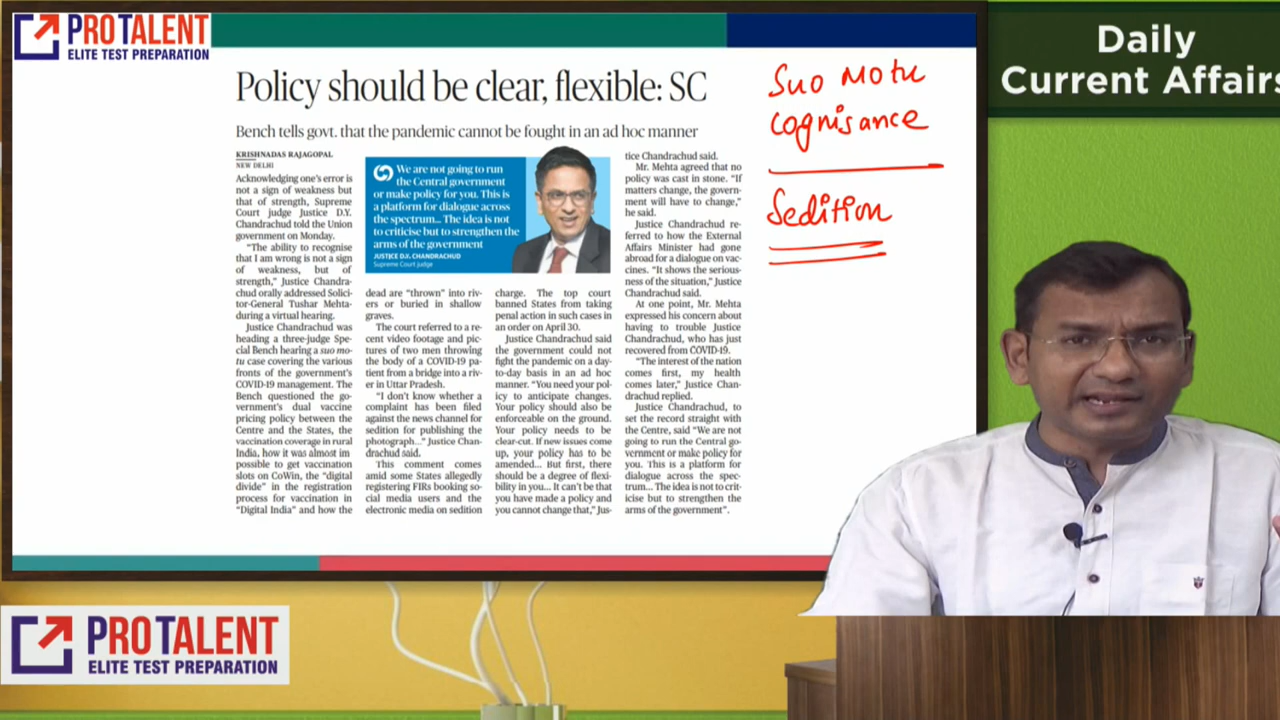 PROTALENT
ELITE TEST PREPARATION
Daily
Current Affairs
Policy should be clear, flexible: SC
Bench tells govt. that the pandemic cannot be fought in an ad hoc manner
KRISHNADAS RAJAGOPAL
NEW DELHI
Acknowledging one's error is
not a sign of weakness but
that of strength, Supreme
Court judge Justice D.Y.
Chandrachud told the Union
government on Monday.
"The ability to recognise
that I am wrong is not a sign
of weakness, but of
strength," Justice Chandra-
chud orally addressed Solici-
tor-General Tushar Mehta-
during a virtual hearing.
Justice Chandrachud was
heading a three-judge Spe-
cial Bench hearing a suo mo-
tu case covering the various
fronts of the government's
COVID-19 management. The
Bench questioned the go-
vernment's dual vaccine
pricing policy between the
Centre and the States, the
vaccination coverage in rural
India, how it was almost im-
possible to get vaccination
slots on CoWin, the "digital
divide" in the registration
process for vaccination in
"Digital India" and how the
We are not going to run
the Central government
or make policy for you. This is
a platform for dialogue across
the spectrum... The idea is not
to criticise but to strengthen the
arms of the government
JUSTICE D.Y. CHANDRACHUD
Supreme Court judge
dead are "thrown" into riv-
ers or buried in shallow
graves.
The court referred to a re-
cent video footage and pic-
tures of two men throwing
the body of a COVID-19 pa-
tient from a bridge into a riv-
er in Uttar Pradesh.
"I don't know whether a
complaint has been filed
against the news channel for
sedition for publishing the
photograph..." Justice Chan-
drachud said.
This comment comes
amid some States allegedly
registering FIRs booking so-
cial media users and the
electronic media on sedition
charge. The top court
banned States from taking
penal action in such cases in
an order on April 30.
Justice Chandrachud said
the government could not
fight the pandemic on a day-
to-day basis in an ad hoc
manner. "You need your pol-
icy to anticipate changes.
Your policy should also be
enforceable on the ground.
Your policy needs to be
clear-cut. If new issues come
up, your policy has to be
amended... But first, there
should be a degree of flexi-
bility in you... It can't be that
you have made a policy and
you cannot change that," Jus-
tice Chandrachud said.
Mr. Mehta agreed that no
policy was cast in stone. "If
matters change, the govern-
ment will have to change,"
he said.
Justice Chandrachud re-
ferred to how the External
Affairs Minister had gone
abroad for a dialogue on vac-
cines. "It shows the serious-
ness of the situation," Justice
Chandrachud said.
At one point, Mr. Mehta
expressed his concern about
having to trouble Justice
Chandrachud, who has just
recovered from COVID-19.
"The interest of the nation
comes first, my health
comes later," Justice Chan-
drachud replied.
Justice Chandrachud, to
set the record straight with
the Centre, said "We are not
going to run the Central go-
vernment or make policy for
you. This is a platform for
dialogue across the spec-
trum... The idea is not to crit-
icise but to strengthen the
arms of the government".
Suo Motu
cognisance
Sedition
PROTALENT
ELITE TEST PREPARATION